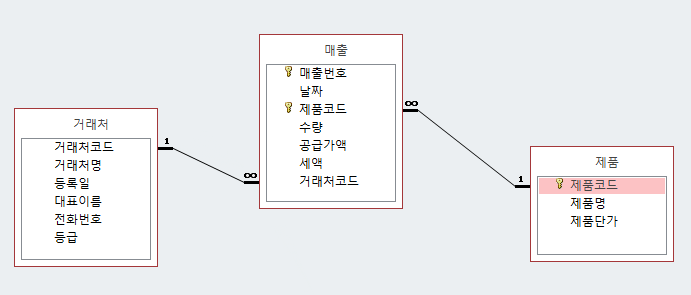 거래처
거래처코드
거래처명
등록일
대표이름
전화번호
등급
1
∞
매출
매출번호
날짜
제품코드
수량
공급가액
세액
거래처코드
∞
1
제품
제품코드
제품명
제품단가